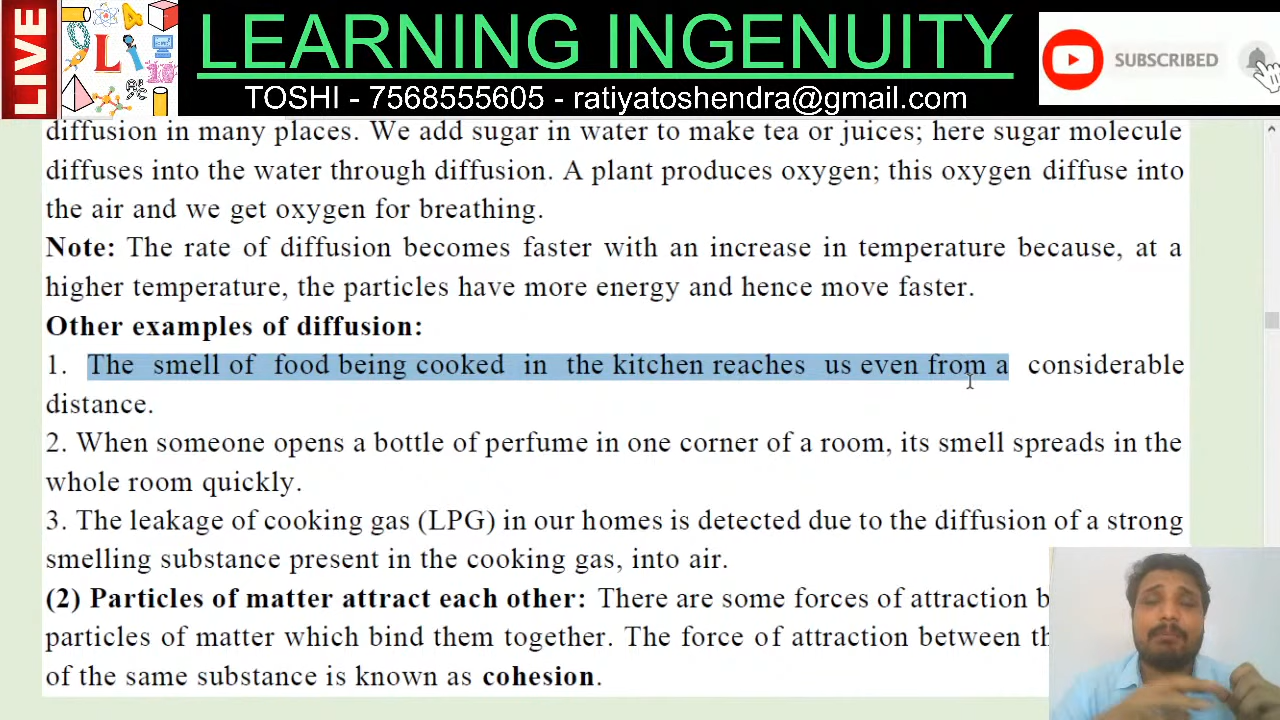 LIVE
LEARNING INGENUITY
TOSHI - 7568555605 - ratiyatoshendra@gmail.com
SUBSCRIBED
diffusion in many places. We add sugar in water to make tea or juices; here sugar molecule
diffuses into the water through diffusion. A plant produces oxygen; this oxygen diffuse into
the air and we get oxygen for breathing.
Note: The rate of diffusion becomes faster with an increase in temperature because, at a
higher temperature, the particles have more energy and hence move faster.
Other examples of diffusion:
1. The smell of food being cooked in the kitchen reaches us even from a considerable
distance.
2. When someone opens a bottle of perfume in one corner of a room, its smell spreads in the
whole room quickly.
3. The leakage of cooking gas (LPG) in our homes is detected due to the diffusion of a strong
smelling substance present in the cooking gas, into air.
(2) Particles of matter attract each other: There are some forces of attraction
particles of matter which bind them together. The force of attraction between
of the same substance is known as cohesion.